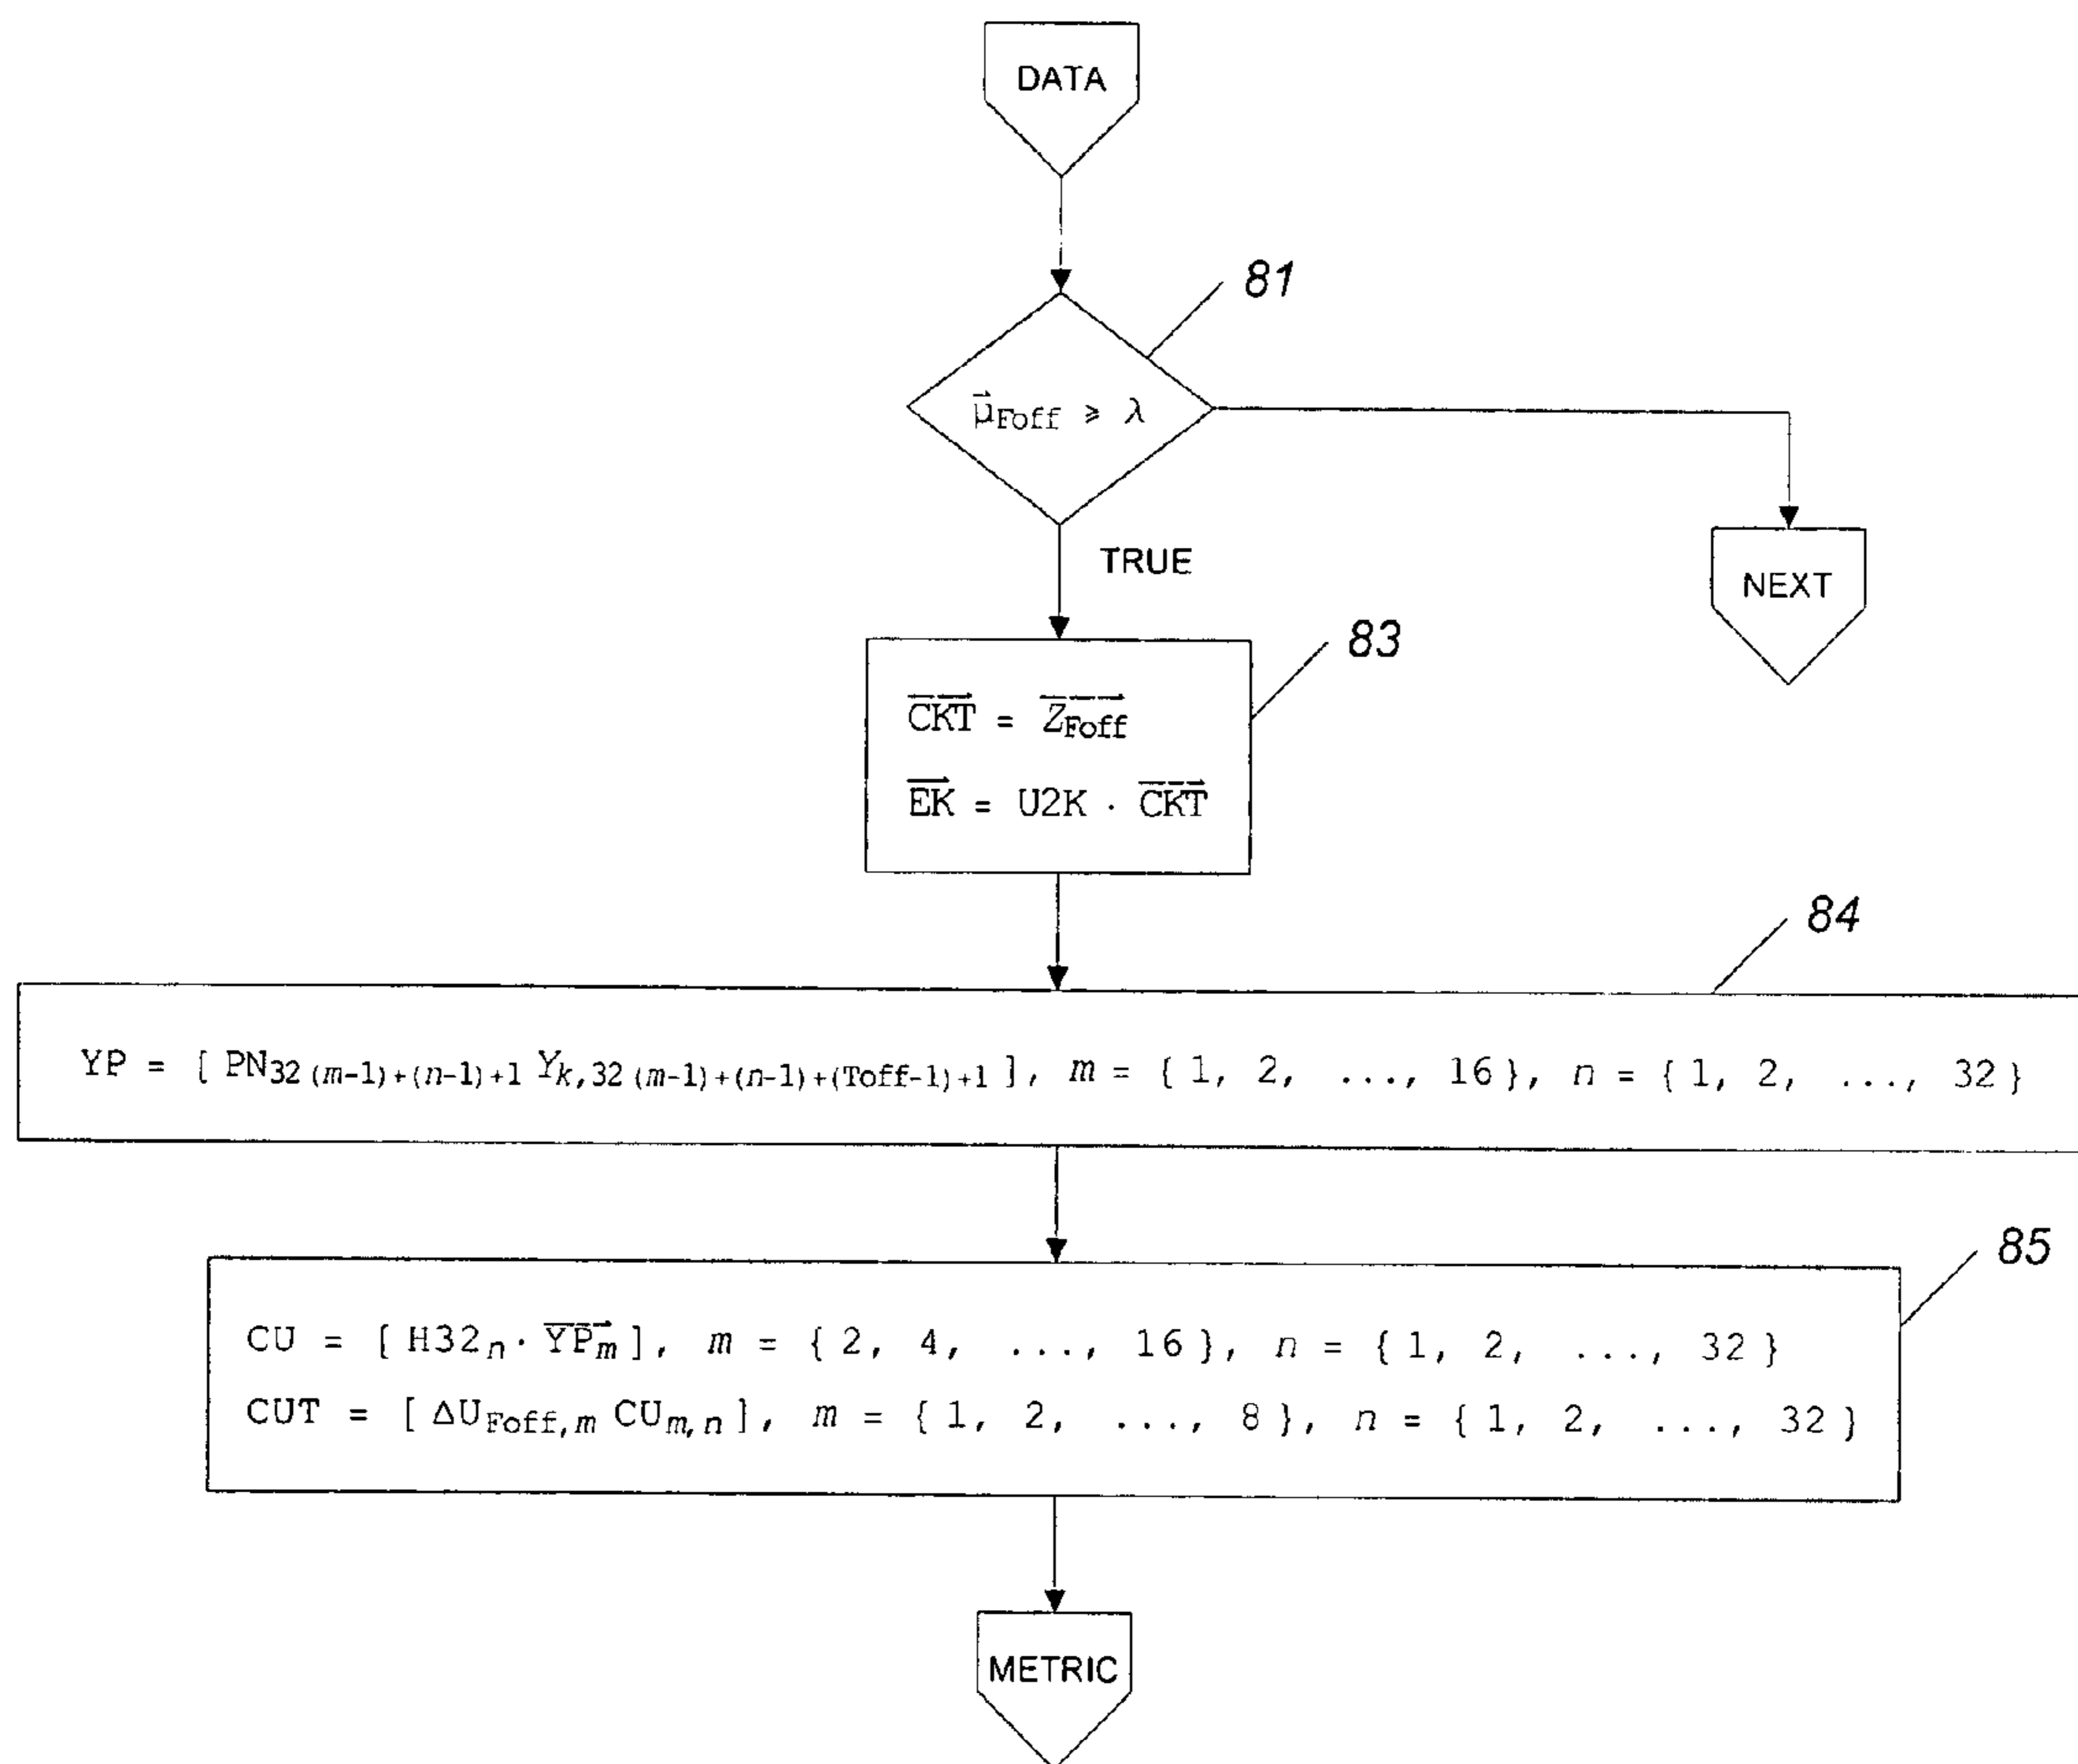 DATA
81
μ⃗Foff ⩾ λ
TRUE
NEXT
83
CKT = ZFoff
EK = U2K · CKT
84
YP = [ PN32 (m-1)+(n-1)+1 Yk,32 (m-1)+(n-1)+(Toff-1)+1 ], m = { 1, 2, ..., 16 }, n = { 1, 2, ..., 32 }
85
CU = [ H32n · YPm ], m = { 2, 4, ..., 16 }, n = { 1, 2, ..., 32 }
CUT = [ ΔUFoff,m CUm,n ], m = { 1, 2, ..., 8 }, n = { 1, 2, ..., 32 }
METRIC